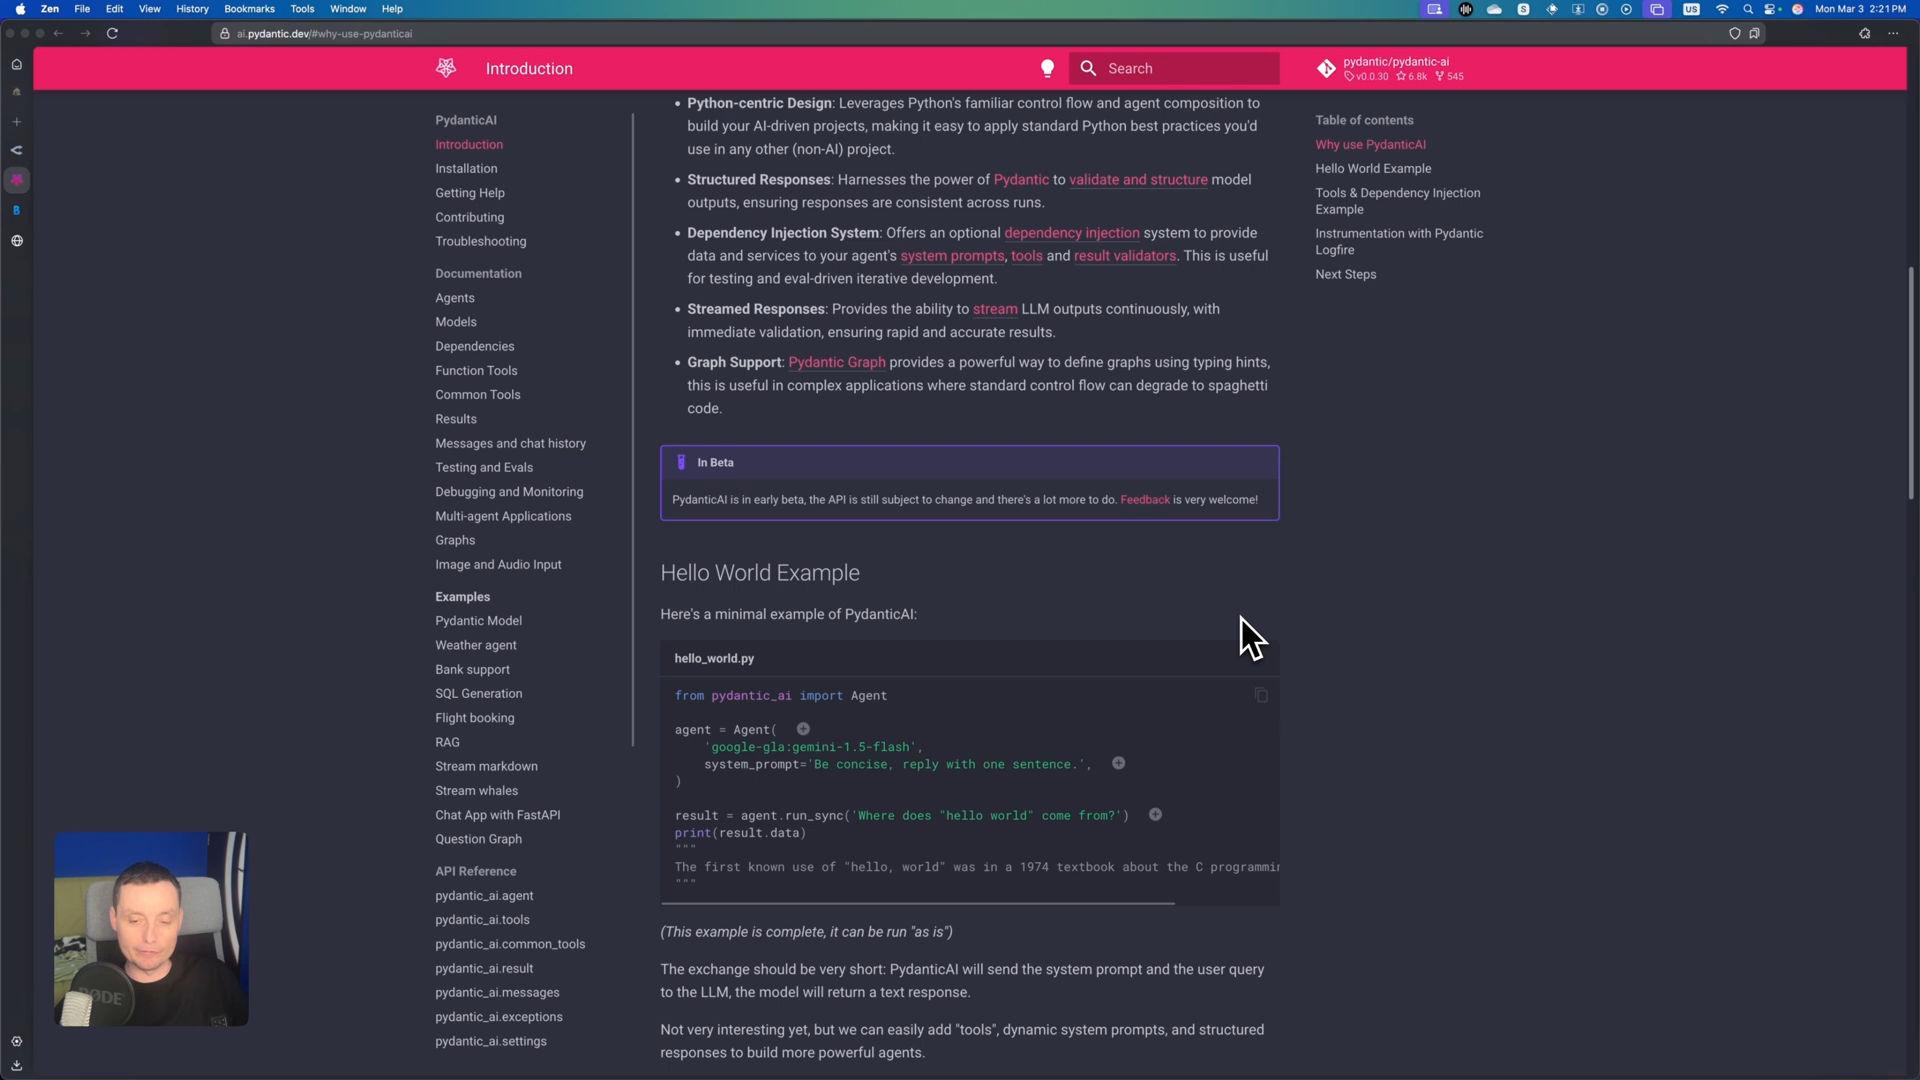 Zen File Edit View History Bookmarks Tools Window Help
US Mon Mar 3 2:21 PM
ai.pydantic.dev/#why-use-pydanticai
Introduction
Search
pydantic/pydantic-ai
v0.0.30 6.8k 545
PydanticAI
Introduction
Installation
Getting Help
Contributing
Troubleshooting
Documentation
Agents
Models
Dependencies
Function Tools
Common Tools
Results
Messages and chat history
Testing and Evals
Debugging and Monitoring
Multi-agent Applications
Graphs
Image and Audio Input
Examples
Pydantic Model
Weather agent
Bank support
SQL Generation
Flight booking
RAG
Stream markdown
Stream whales
Chat App with FastAPI
Question Graph
API Reference
pydantic_ai.agent
pydantic_ai.tools
pydantic_ai.common_tools
pydantic_ai.result
pydantic_ai.messages
pydantic_ai.exceptions
pydantic_ai.settings
• Python-centric Design: Leverages Python's familiar control flow and agent composition to
build your AI-driven projects, making it easy to apply standard Python best practices you'd
use in any other (non-AI) project.
• Structured Responses: Harnesses the power of Pydantic to validate and structure model
outputs, ensuring responses are consistent across runs.
• Dependency Injection System: Offers an optional dependency injection system to provide
data and services to your agent's system prompts, tools and result validators. This is useful
for testing and eval-driven iterative development.
• Streamed Responses: Provides the ability to stream LLM outputs continuously, with
immediate validation, ensuring rapid and accurate results.
• Graph Support: Pydantic Graph provides a powerful way to define graphs using typing hints,
this is useful in complex applications where standard control flow can degrade to spaghetti
code.
In Beta
PydanticAI is in early beta, the API is still subject to change and there's a lot more to do. Feedback is very welcome!
Hello World Example
Here's a minimal example of PydanticAI:
hello_world.py
from pydantic_ai import Agent
agent = Agent(
'google-gla:gemini-1.5-flash',
system_prompt='Be concise, reply with one sentence.',
)
result = agent.run_sync('Where does "hello world" come from?')
print(result.data)
"""
The first known use of "hello, world" was in a 1974 textbook about the C programmin
"""
(This example is complete, it can be run "as is")
The exchange should be very short: PydanticAI will send the system prompt and the user query
to the LLM, the model will return a text response.
Not very interesting yet, but we can easily add "tools", dynamic system prompts, and structured
responses to build more powerful agents.
Table of contents
Why use PydanticAI
Hello World Example
Tools & Dependency Injection
Example
Instrumentation with Pydantic
Logfire
Next Steps
B
RØDE